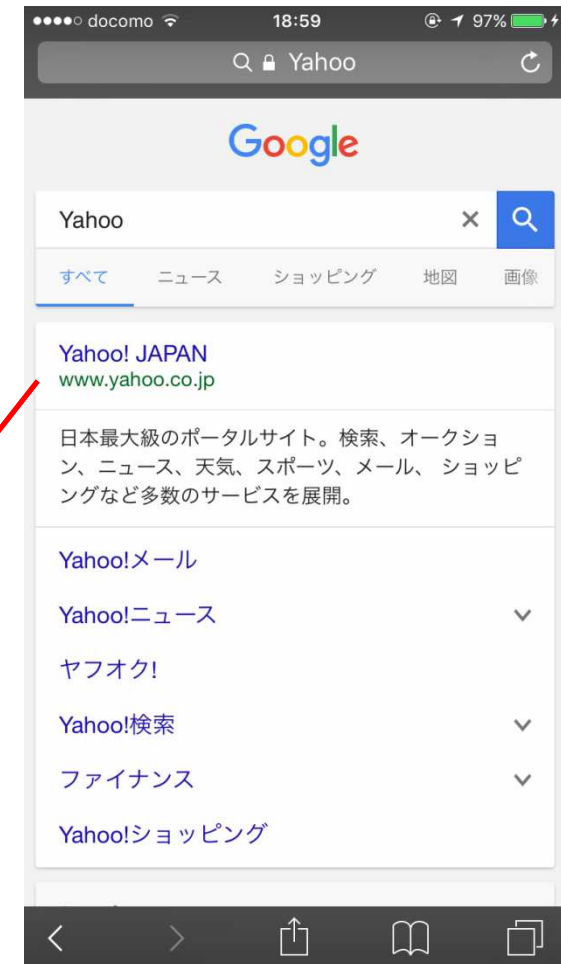 docomo 18:59 97%
Yahoo
Google
Yahoo
すべて ニュース ショッピング 地図 画像
Yahoo! JAPAN
www.yahoo.co.jp
日本最大級のポータルサイト。検索、オークショ
ン、ニュース、天気、スポーツ、メール、 ショッピ
ングなど多数のサービスを展開。
Yahoo!メール
Yahoo!ニュース
ヤフオク!
Yahoo!検索
ファイナンス
Yahoo!ショッピング